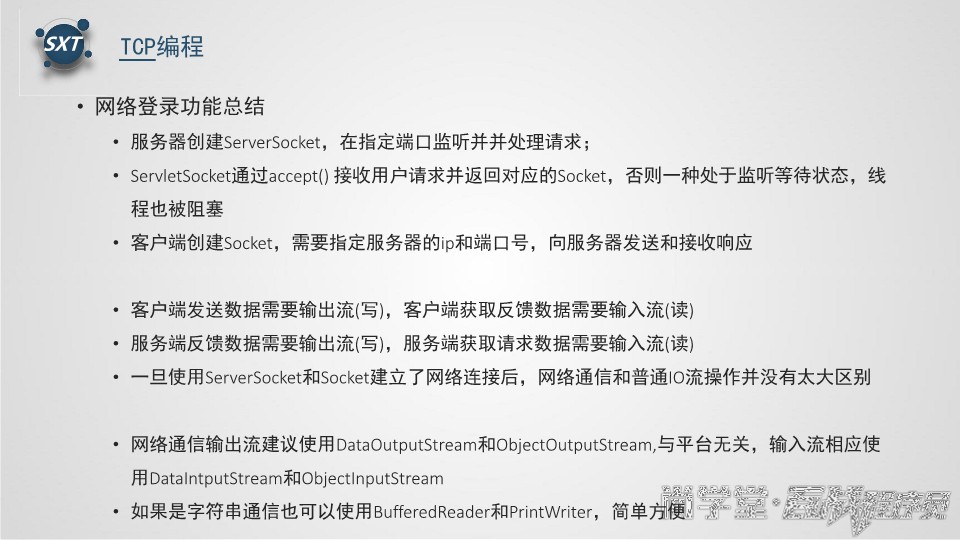 SXT
TCP编程
• 网络登录功能总结
• 服务器创建ServerSocket，在指定端口监听并并处理请求；
• ServletSocket通过accept() 接收用户请求并返回对应的Socket，否则一种处于监听等待状态，线
程也被阻塞
• 客户端创建Socket，需要指定服务器的ip和端口号，向服务器发送和接收响应
• 客户端发送数据需要输出流(写)，客户端获取反馈数据需要输入流(读)
• 服务端反馈数据需要输出流(写)，服务端获取请求数据需要输入流(读)
• 一旦使用ServerSocket和Socket建立了网络连接后，网络通信和普通IO流操作并没有太大区别
• 网络通信输出流建议使用DataOutputStream和ObjectOutputStream,与平台无关，输入流相应使
用DataIntputStream和ObjectInputStream
• 如果是字符串通信也可以使用BufferedReader和PrintWriter，简单方便
尚学堂·